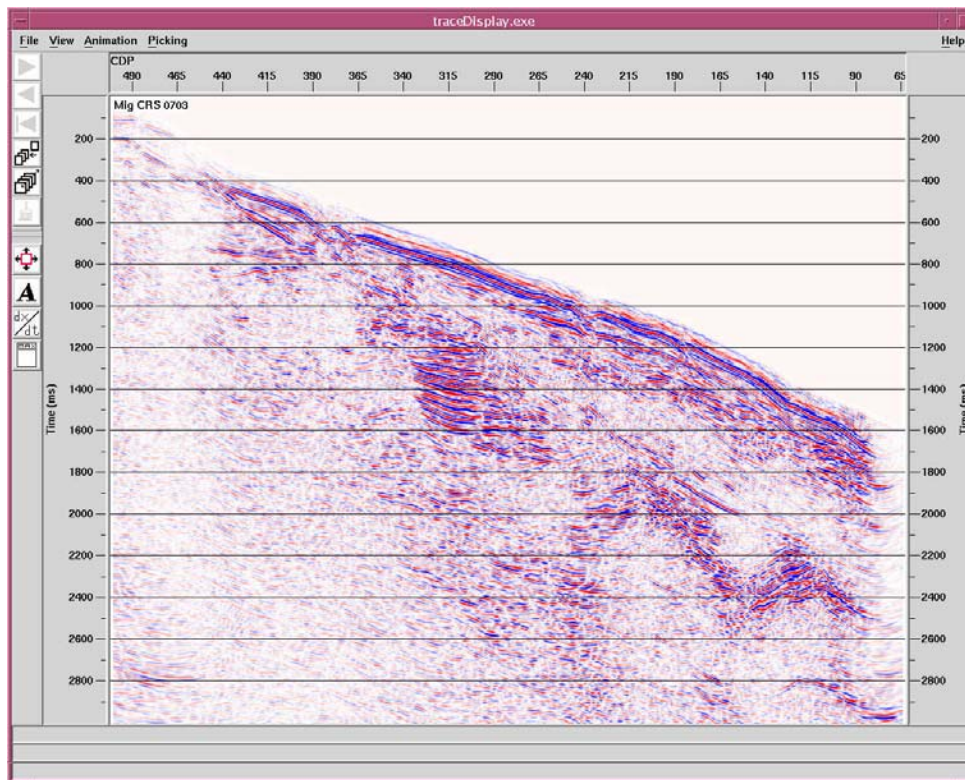 traceDisplay.exe
File View Animation Picking Help
CDP
490 465 440 415 390 365 340 315 290 265 240 215 190 165 140 115 90 65
Mig CRS 0703
200 200
400 400
600 600
800 800
1000 1000
A
1200 1200
dx/dt
1400 1400
Time (ms) Time (ms)
1600 1600
1800 1800
2000 2000
2200 2200
2400 2400
2600 2600
2800 2800